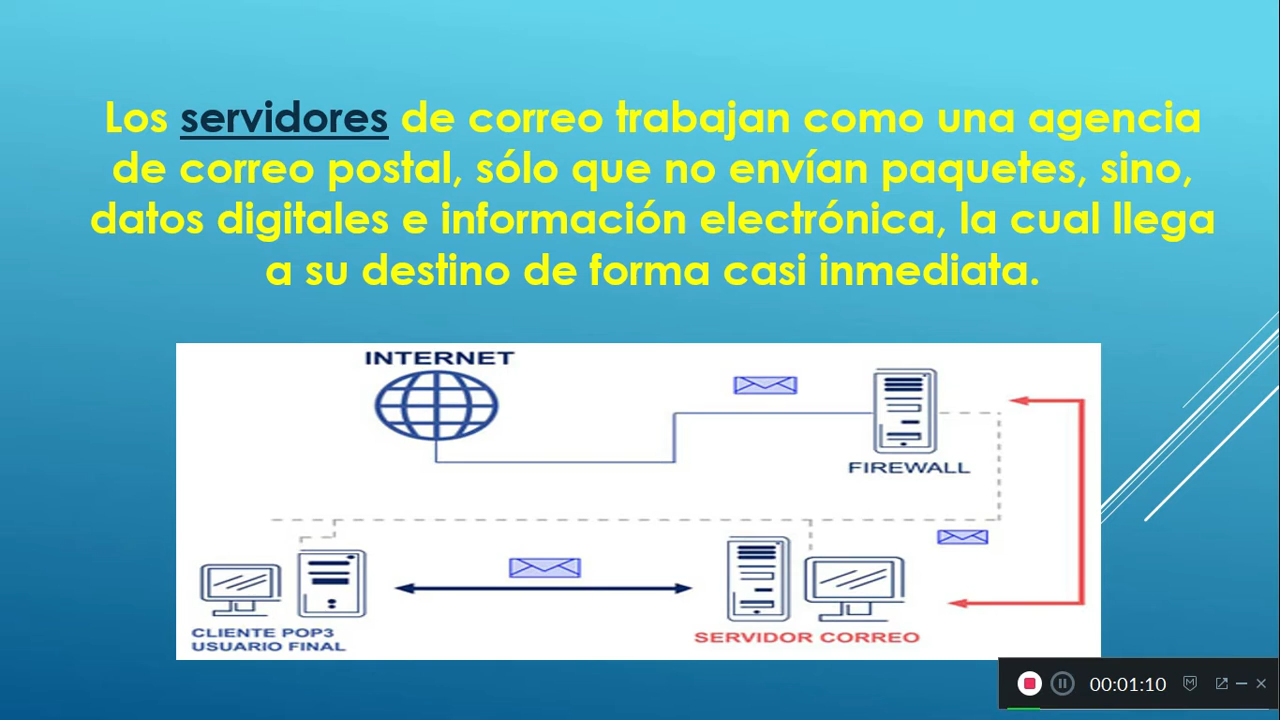 Los servidores de correo trabajan como una agencia
de correo postal, sólo que no envían paquetes, sino,
datos digitales e información electrónica, la cual llega
a su destino de forma casi inmediata.
INTERNET
FIREWALL
CLIENTE POP3
USUARIO FINAL
SERVIDOR CORREO
00:01:10